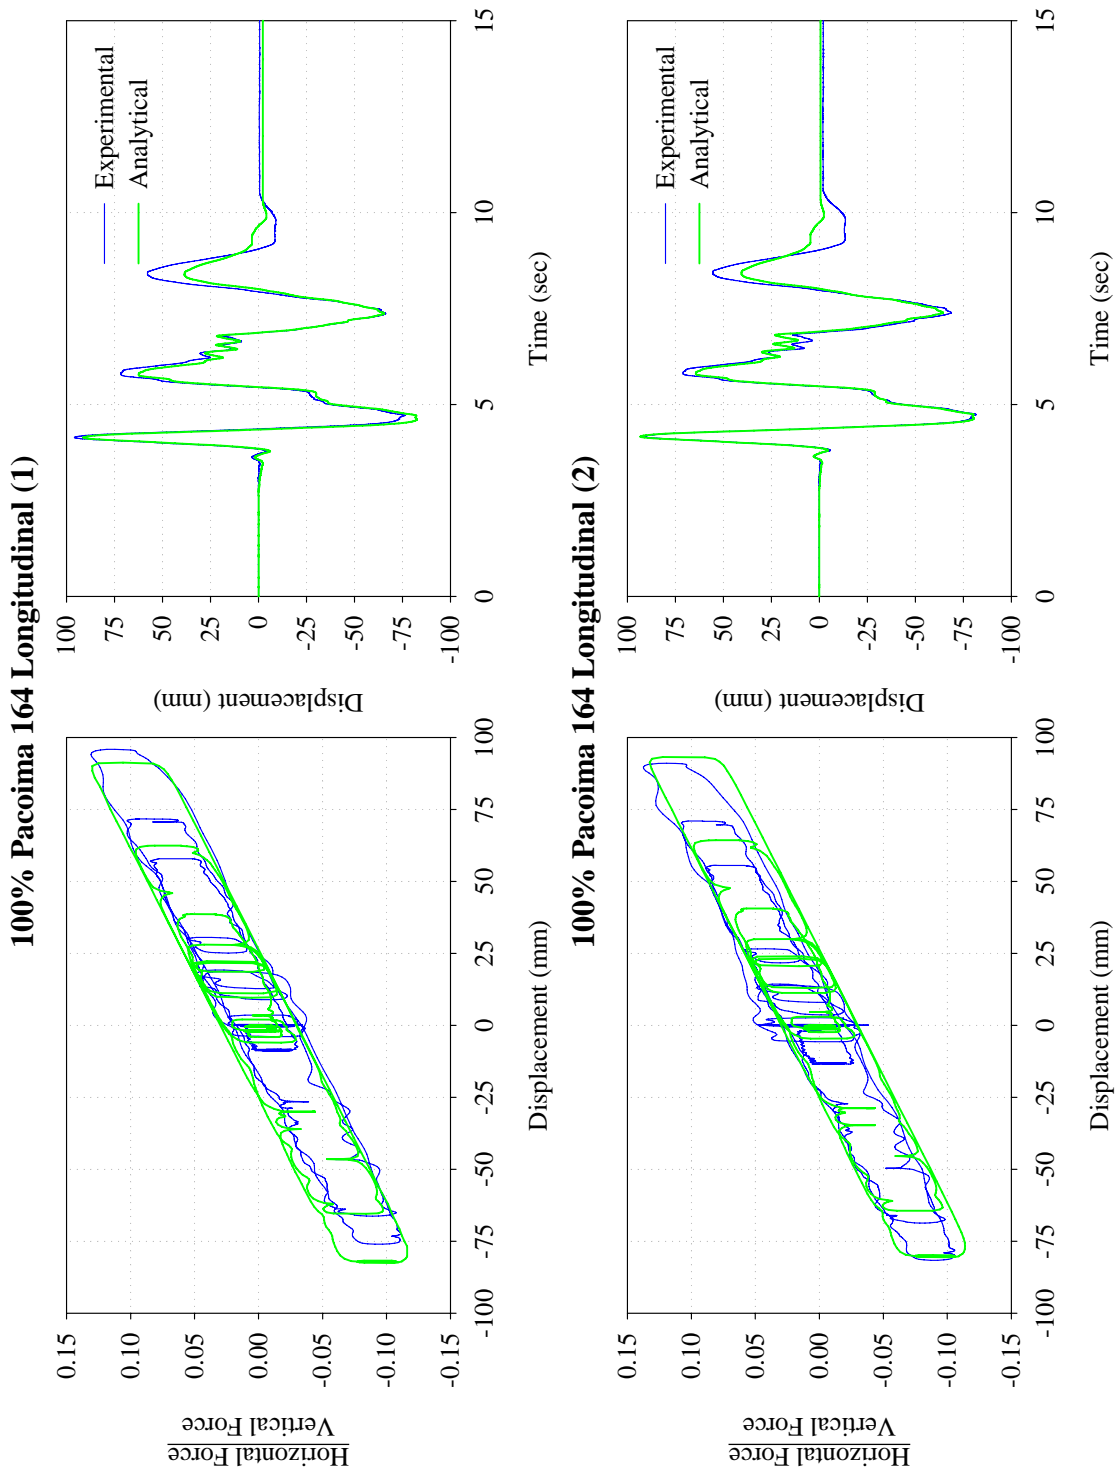 100% Pacoima 164 Longitudinal (1)
Horizontal Force
Vertical Force
0.15
0.10
0.05
0.00
-0.05
-0.10
-0.15
-100 -75 -50 -25 0 25 50 75 100
Displacement (mm)
Displacement (mm)
100
75
50
25
0
-25
-50
-75
-100
0 5 10 15
Time (sec)
Experimental
Analytical
100% Pacoima 164 Longitudinal (2)
Horizontal Force
Vertical Force
0.15
0.10
0.05
0.00
-0.05
-0.10
-0.15
-100 -75 -50 -25 0 25 50 75 100
Displacement (mm)
Displacement (mm)
100
75
50
25
0
-25
-50
-75
-100
0 5 10 15
Time (sec)
Experimental
Analytical